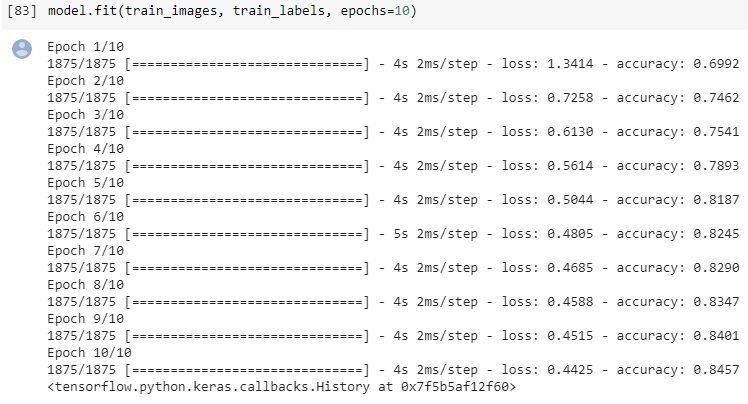 [83] model.fit(train_images, train_labels, epochs=10)
Epoch 1/10
1875/1875 [==============================] - 4s 2ms/step - loss: 1.3414 - accuracy: 0.6992
Epoch 2/10
1875/1875 [==============================] - 4s 2ms/step - loss: 0.7258 - accuracy: 0.7462
Epoch 3/10
1875/1875 [==============================] - 4s 2ms/step - loss: 0.6130 - accuracy: 0.7541
Epoch 4/10
1875/1875 [==============================] - 4s 2ms/step - loss: 0.5614 - accuracy: 0.7893
Epoch 5/10
1875/1875 [==============================] - 4s 2ms/step - loss: 0.5044 - accuracy: 0.8187
Epoch 6/10
1875/1875 [==============================] - 5s 2ms/step - loss: 0.4805 - accuracy: 0.8245
Epoch 7/10
1875/1875 [==============================] - 4s 2ms/step - loss: 0.4685 - accuracy: 0.8290
Epoch 8/10
1875/1875 [==============================] - 4s 2ms/step - loss: 0.4588 - accuracy: 0.8347
Epoch 9/10
1875/1875 [==============================] - 4s 2ms/step - loss: 0.4515 - accuracy: 0.8401
Epoch 10/10
1875/1875 [==============================] - 4s 2ms/step - loss: 0.4425 - accuracy: 0.8457
<tensorflow.python.keras.callbacks.History at 0x7f5b5af12f60>